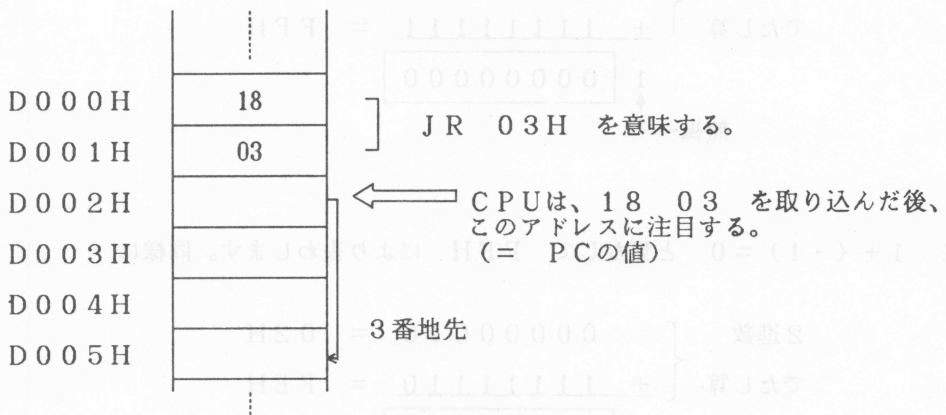 D000H 18
D001H 03
JR 03H を意味する。
D002H
CPUは、18 03 を取り込んだ後、
このアドレスに注目する。
(= PCの値)
D003H
D004H
3番地先
D005H